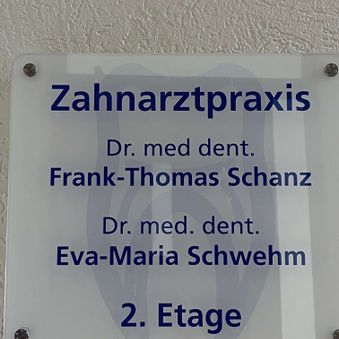 Zahnarztpraxis
Dr. med dent.
Frank-Thomas Schanz
Dr. med. dent.
Eva-Maria Schwehm
2. Etage